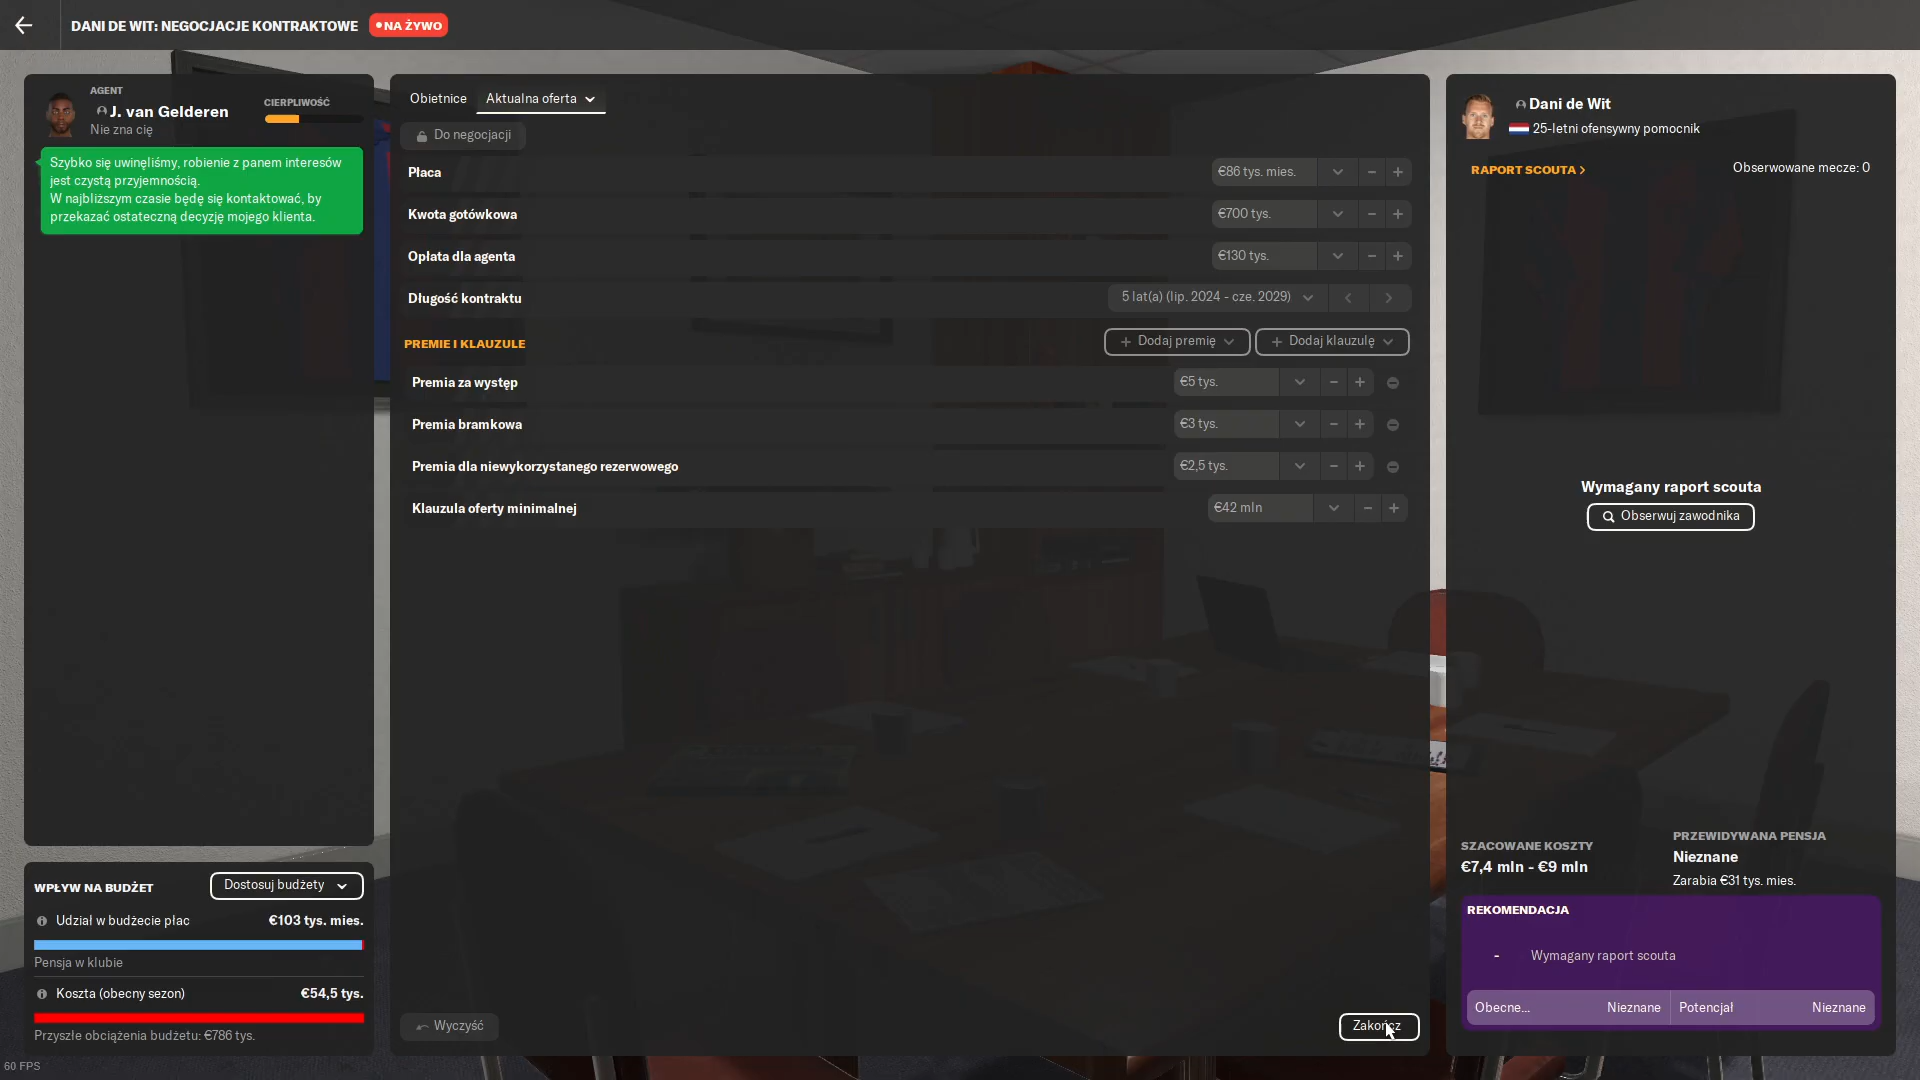 DANI DE WIT: NEGOCJACJE KONTRAKTOWE
NA ŻYWO
AGENT
J. van Gelderen
Nie zna cię
CIERPLIWOŚĆ
Szybko się uwinęliśmy, robienie z panem interesów
jest czystą przyjemnością.
W najbliższym czasie będę się kontaktować, by
przekazać ostateczną decyzję mojego klienta.
WPŁYW NA BUDŻET
Dostosuj budżety
Udział w budżecie płac €103 tys. mies.
Pensja w klubie
Koszta (obecny sezon) €54,5 tys.
Przyszłe obciążenia budżetu: €786 tys.
60 FPS
Obietnice Aktualna oferta
Do negocjacji
Płaca €86 tys. mies.
Kwota gotówkowa €700 tys.
Opłata dla agenta €130 tys.
Długość kontraktu 5 lat(a) (lip. 2024 - cze. 2029)
PREMIE I KLAUZULE
Dodaj premię
Dodaj klauzulę
Premia za występ €5 tys.
Premia bramkowa €3 tys.
Premia dla niewykorzystanego rezerwowego €2,5 tys.
Klauzula oferty minimalnej €42 mln
Wyczyść
Zakończ
Dani de Wit
25-letni ofensywny pomocnik
RAPORT SCOUTA
Obserwowane mecze: 0
Wymagany raport scouta
Obserwuj zawodnika
SZACOWANE KOSZTY
€7,4 mln - €9 mln
PRZEWIDYWANA PENSJA
Nieznane
Zarabia €31 tys. mies.
REKOMENDACJA
- Wymagany raport scouta
Obecne... Nieznane
Potencjał Nieznane